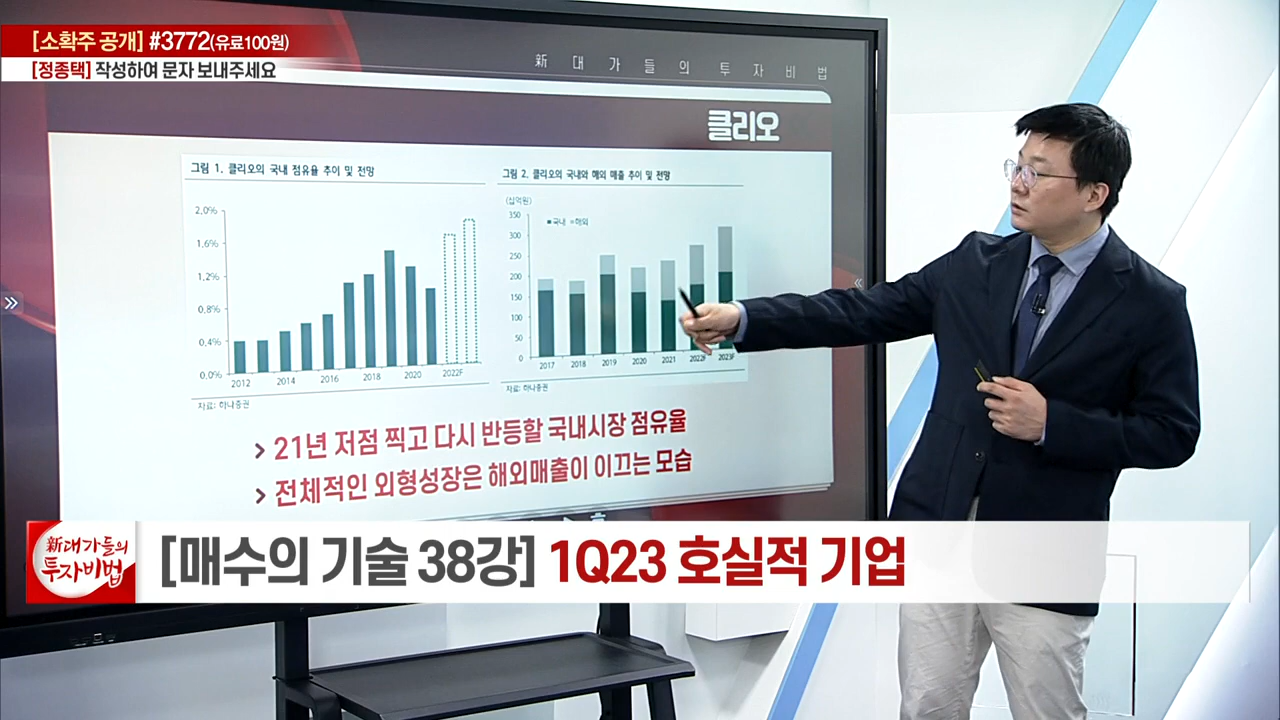 [소확주 공개] #3772(유료100원)
[정종택] 작성하여 문자 보내주세요
新 대 가 들 의 투 자 비 법
클리오
그림 1. 클리오의 국내 점유율 추이 및 전망
2.0%
1.6%
1.2%
0.8%
0.4%
0.0%
2012 2014 2016 2018 2020 2022F
자료: 하나증권
그림 2. 클리오의 국내와 해외 매출 추이 및 전망
(십억원)
■국내 ■해외
350
300
250
200
150
100
50
0
2017 2018 2019 2020 2021 2022F 2023F
자료: 하나증권
> 21년 저점 찍고 다시 반등할 국내시장 점유율
> 전체적인 외형성장은 해외매출이 이끄는 모습
新대가들의
투자비법
[매수의 기술 38강] 1Q23 호실적 기업